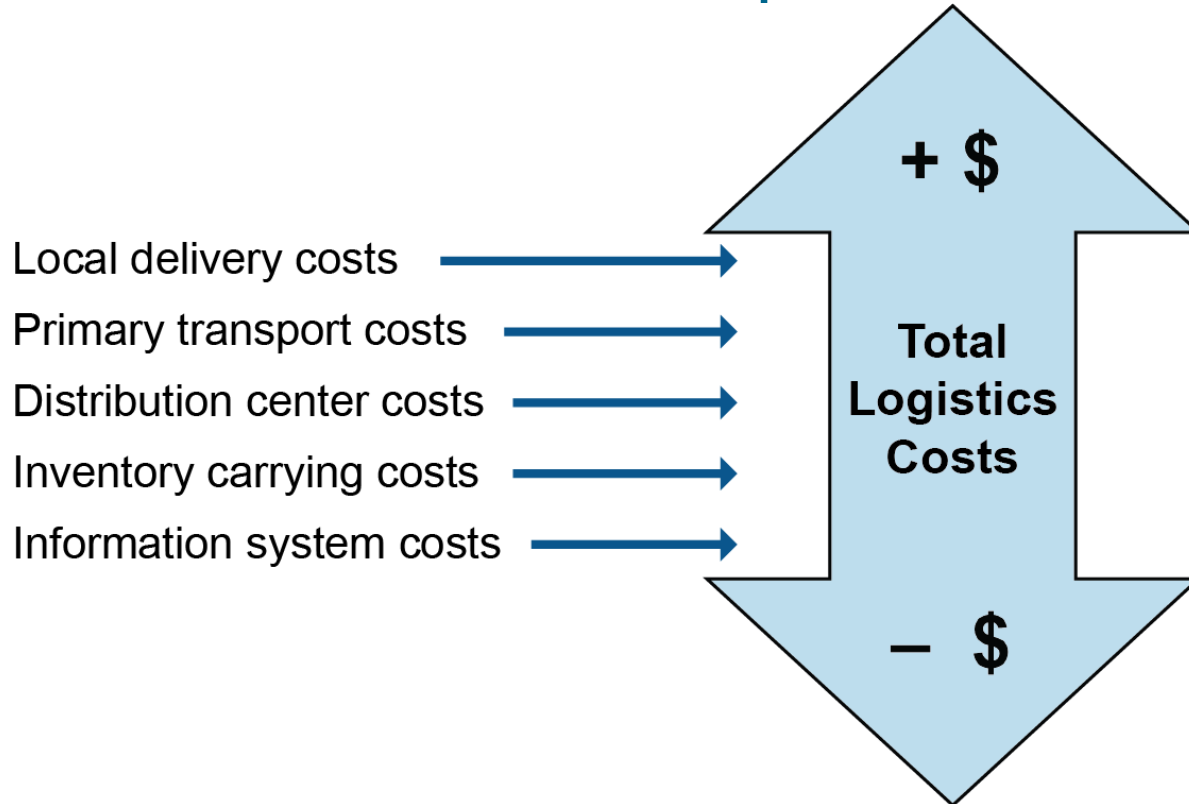 + $
Local delivery costs
Primary transport costs
Distribution center costs
Inventory carrying costs
Information system costs
Total
Logistics
Costs
– $